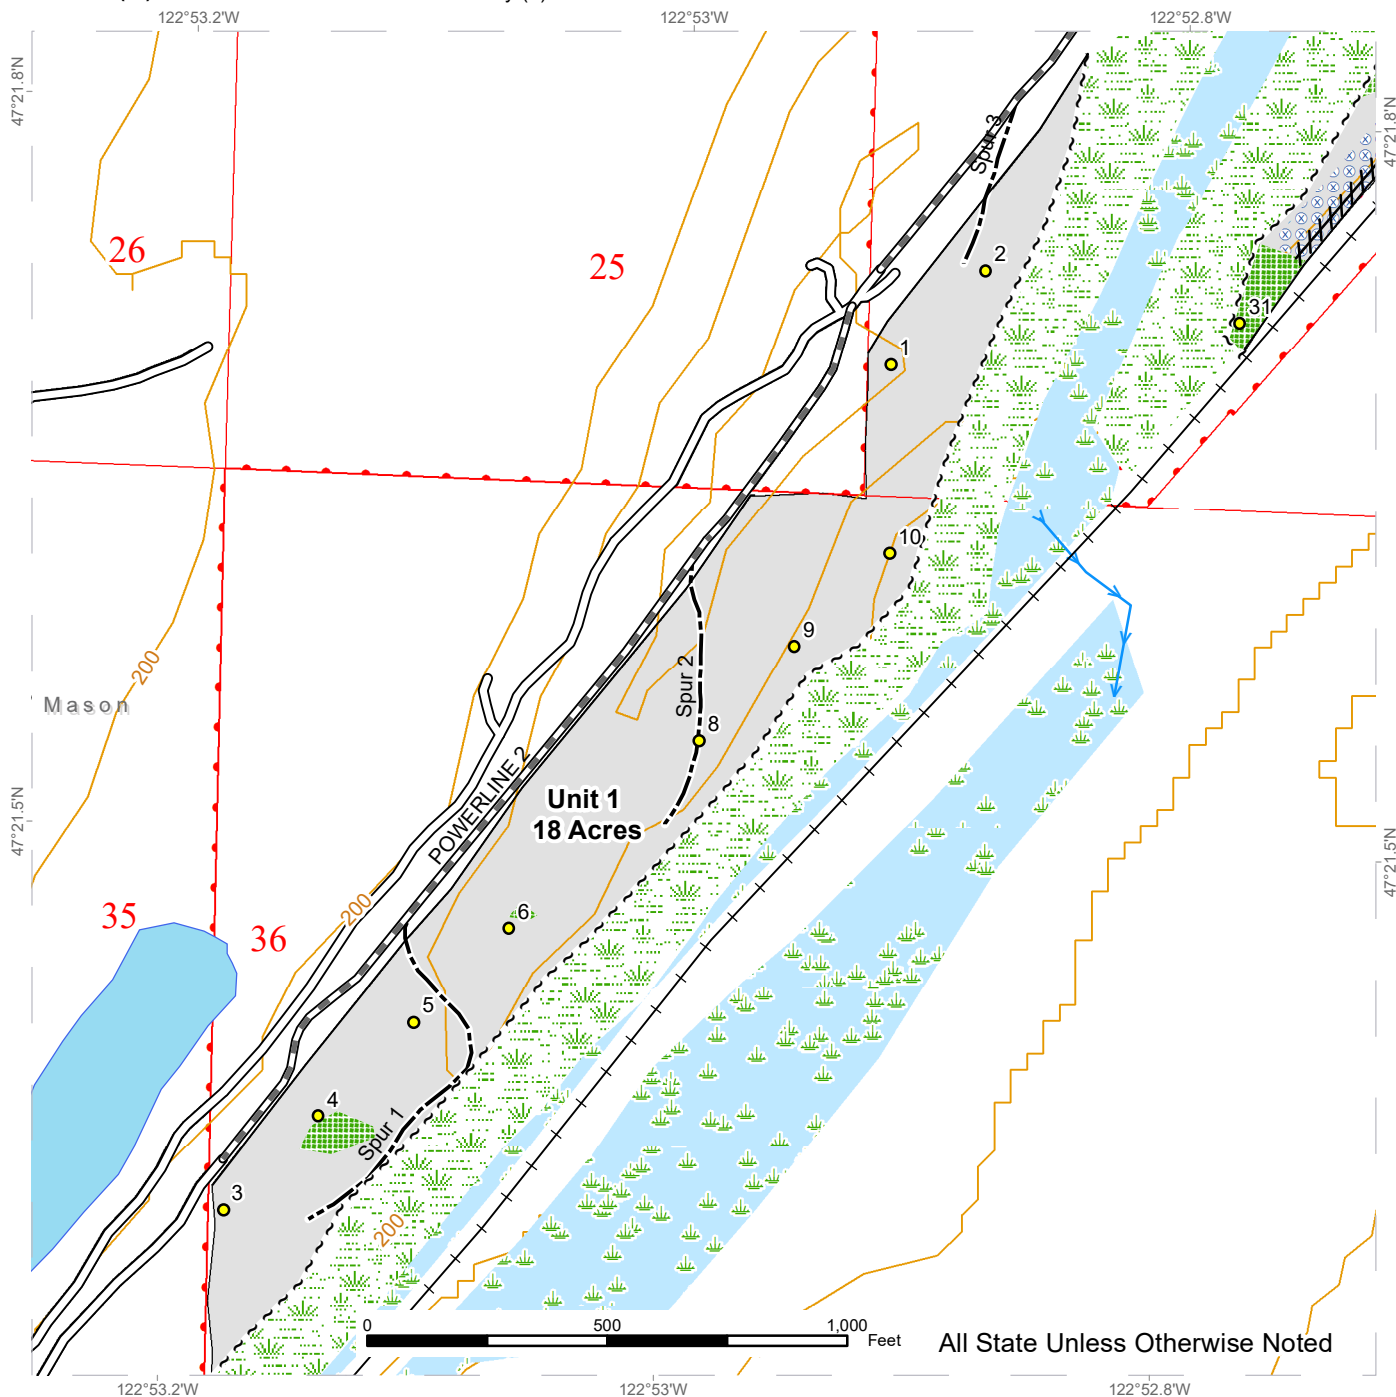 122°53.2'W
122°53'W
122°52.8'W
47°21.8'N
47°21.8'N
Spur 3
26
25
2
31
1
10
9
200
Spur 2
Mason
8
POWERLINE 2
Unit 1
18 Acres
47°21.5'N
47°21.5'N
200
35
36
6
5
4
Spur 1
3
200
0
500
1,000
Feet
All State Unless Otherwise Noted
122°53.2'W
122°53'W
122°52.8'W